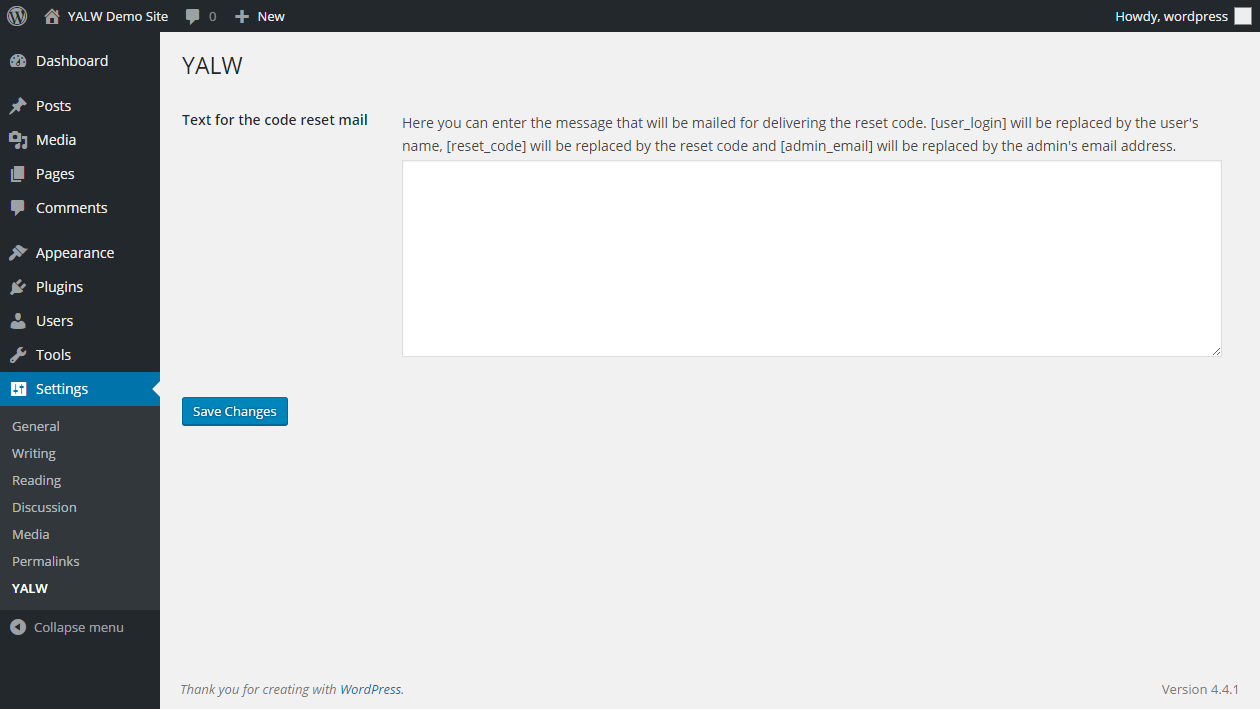 YALW Demo Site 0 New Howdy, wordpress
Dashboard
Posts
Media
Pages
Comments
Appearance
Plugins
Users
Tools
Settings
General
Writing
Reading
Discussion
Media
Permalinks
YALW
Collapse menu
YALW
Text for the code reset mail
Here you can enter the message that will be mailed for delivering the reset code. [user_login] will be replaced by the user's
name, [reset_code] will be replaced by the reset code and [admin_email] will be replaced by the admin's email address.
Save Changes
Thank you for creating with WordPress. Version 4.4.1